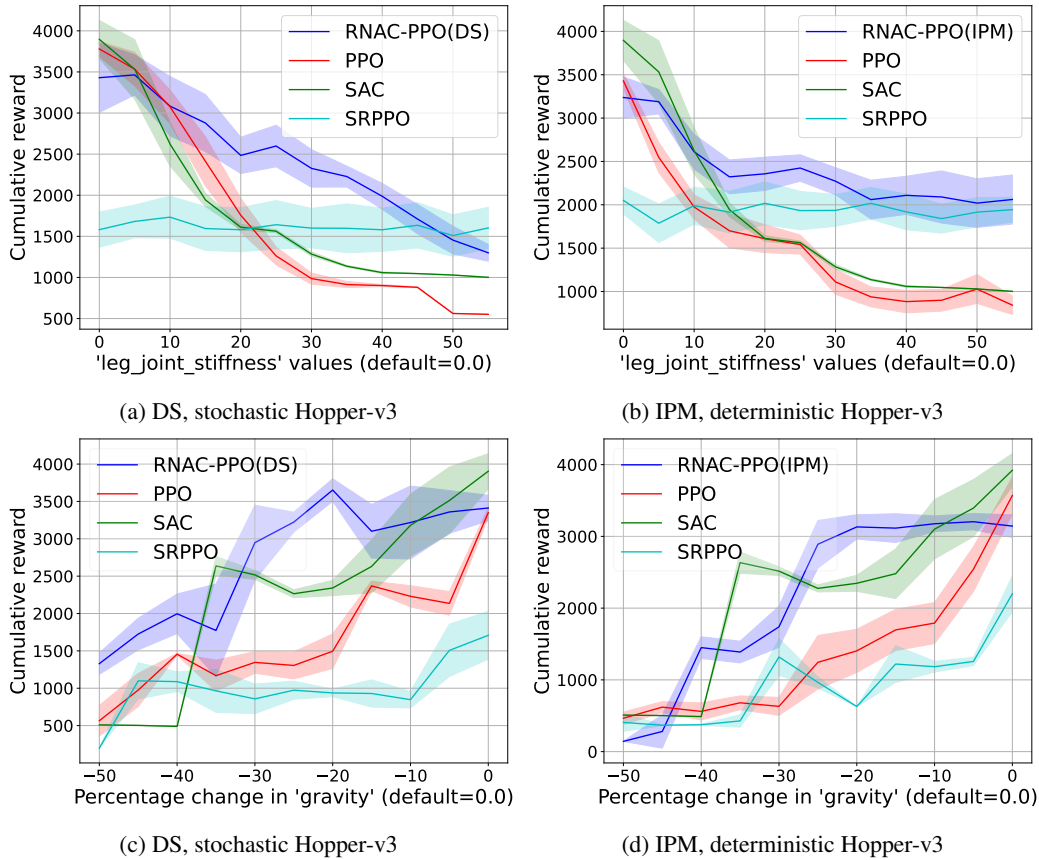 4000
3500
3000
2500
2000
1500
1000
500
Cumulative reward
RNAC-PPO(DS)
PPO
SAC
SRPPO
0 10 20 30 40 50
'leg_joint_stiffness' values (default=0.0)
(a) DS, stochastic Hopper-v3
4000
3500
3000
2500
2000
1500
1000
Cumulative reward
RNAC-PPO(IPM)
PPO
SAC
SRPPO
0 10 20 30 40 50
'leg_joint_stiffness' values (default=0.0)
(b) IPM, deterministic Hopper-v3
4000
3500
3000
2500
2000
1500
1000
500
Cumulative reward
RNAC-PPO(DS)
PPO
SAC
SRPPO
−50 −40 −30 −20 −10 0
Percentage change in 'gravity' (default=0.0)
(c) DS, stochastic Hopper-v3
4000
3000
2000
1000
0
Cumulative reward
RNAC-PPO(IPM)
PPO
SAC
SRPPO
−50 −40 −30 −20 −10 0
Percentage change in 'gravity' (default=0.0)
(d) IPM, deterministic Hopper-v3